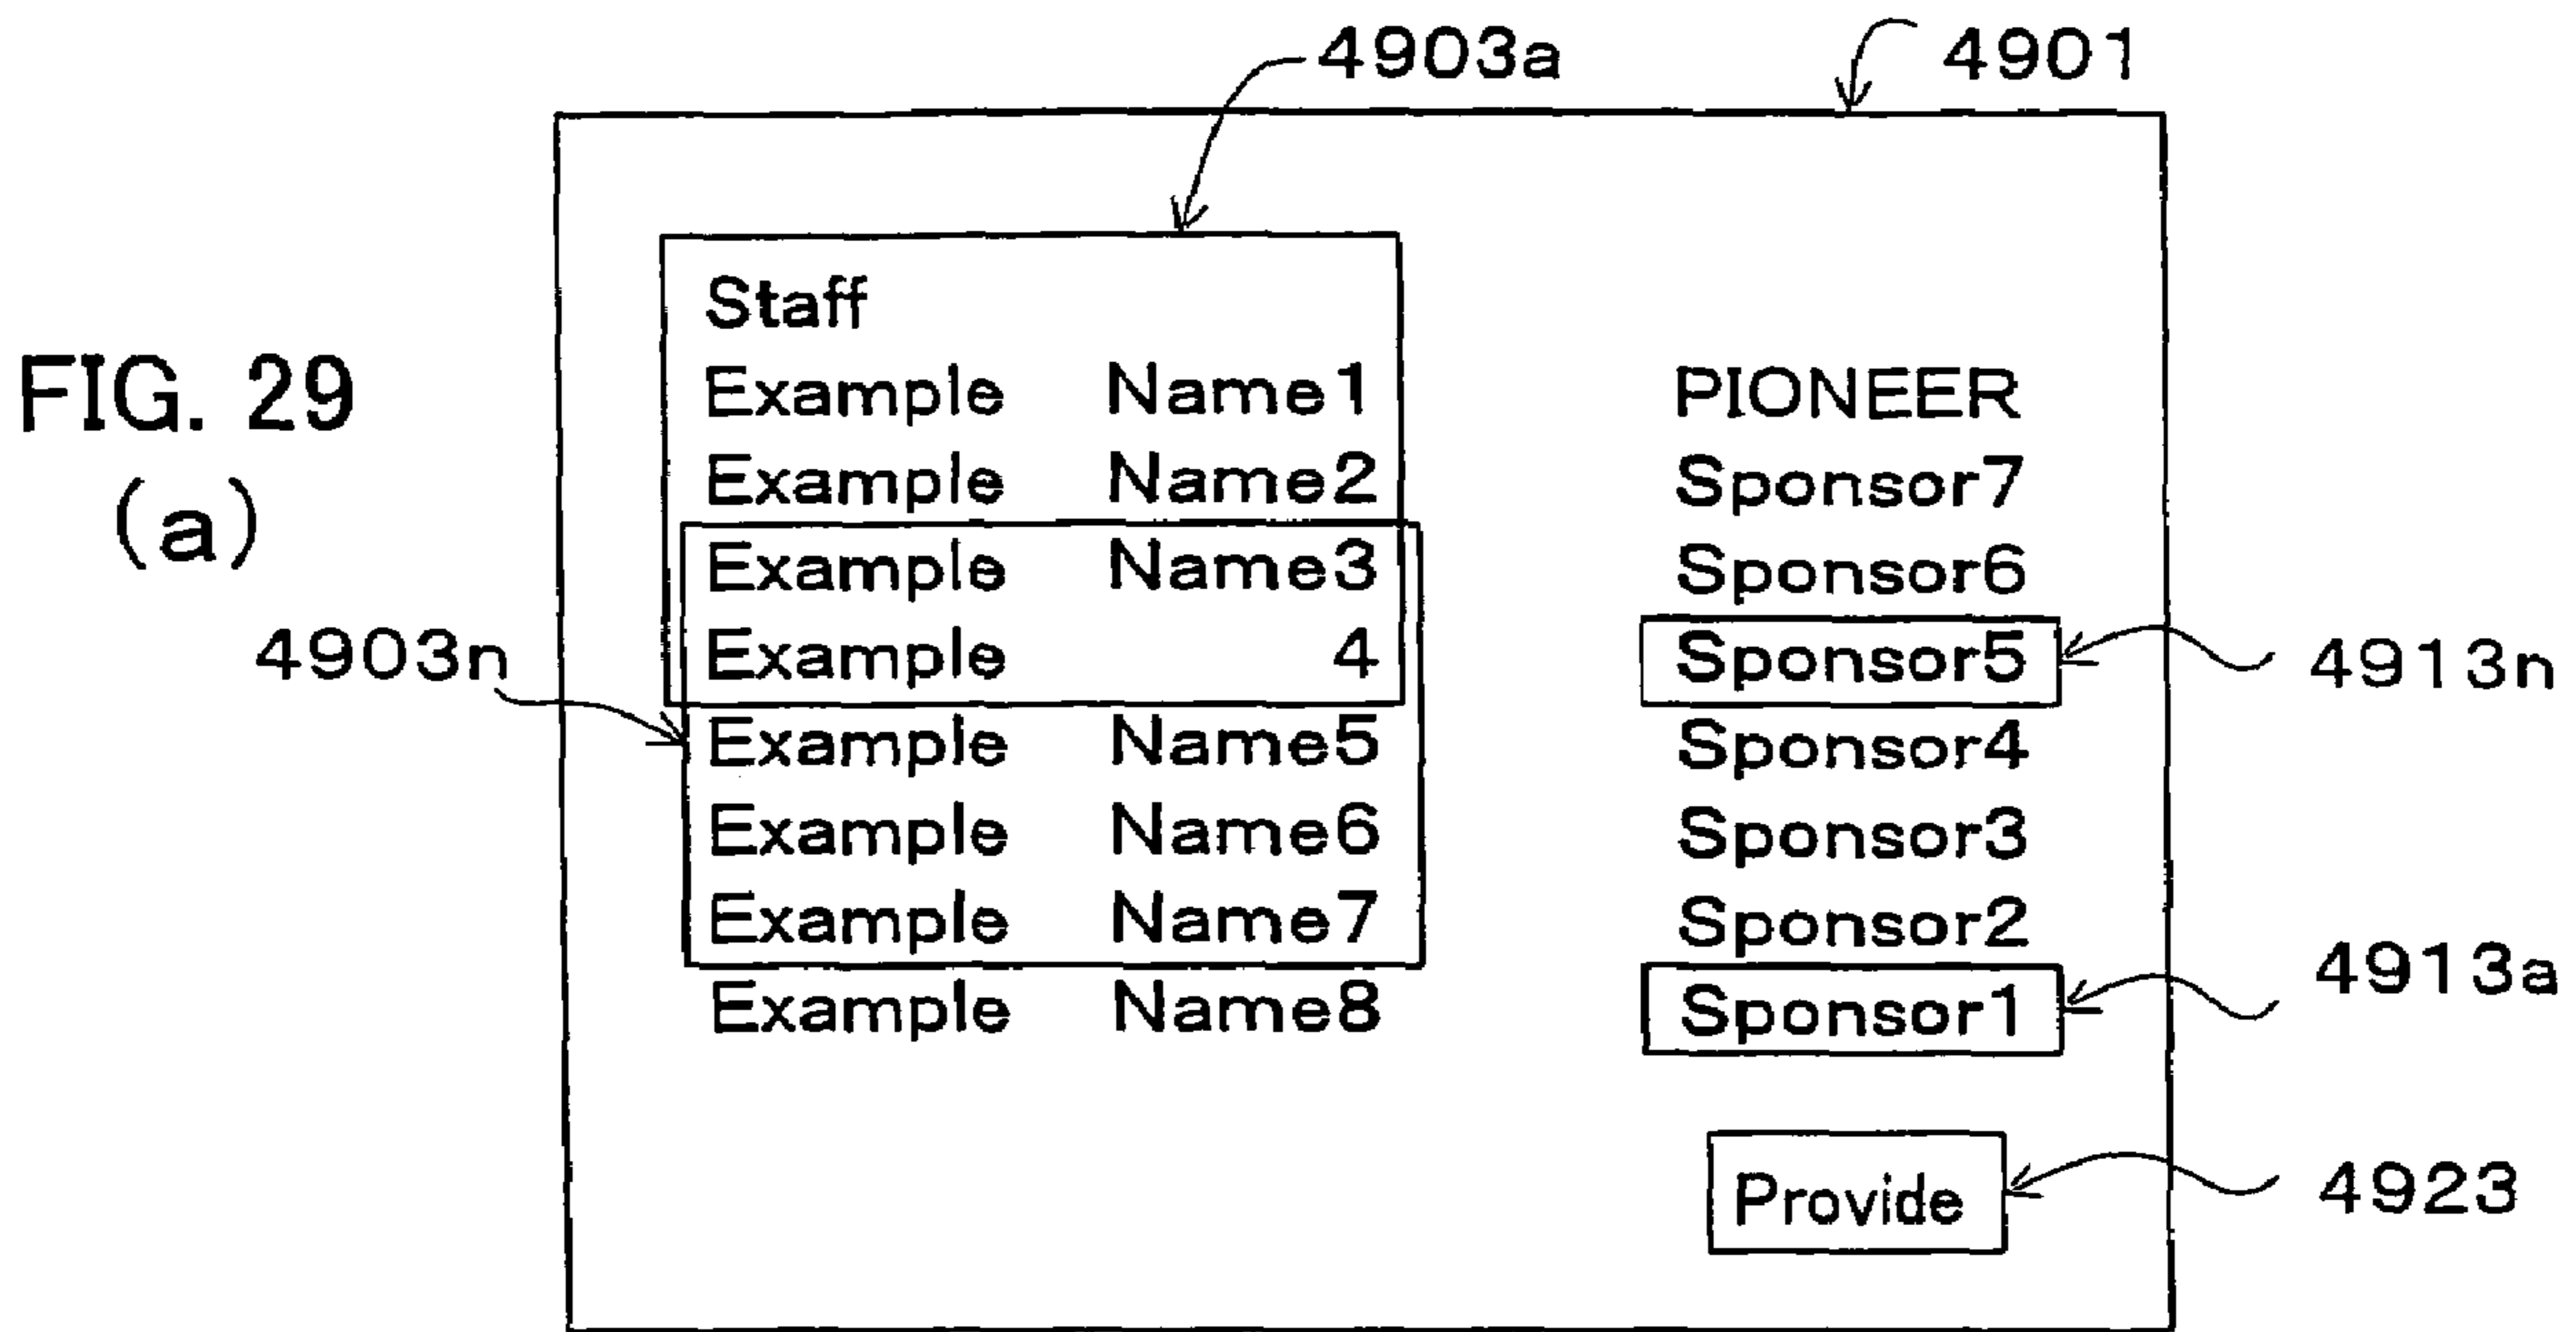 4903a
4901
FIG. 29
(a)
Staff
Example Name1
Example Name2
Example Name3
Example 4
Example Name5
Example Name6
Example Name7
Example Name8
4903n
PIONEER
Sponsor7
Sponsor6
Sponsor5
Sponsor4
Sponsor3
Sponsor2
Sponsor1
Provide
4913n
4913a
4923